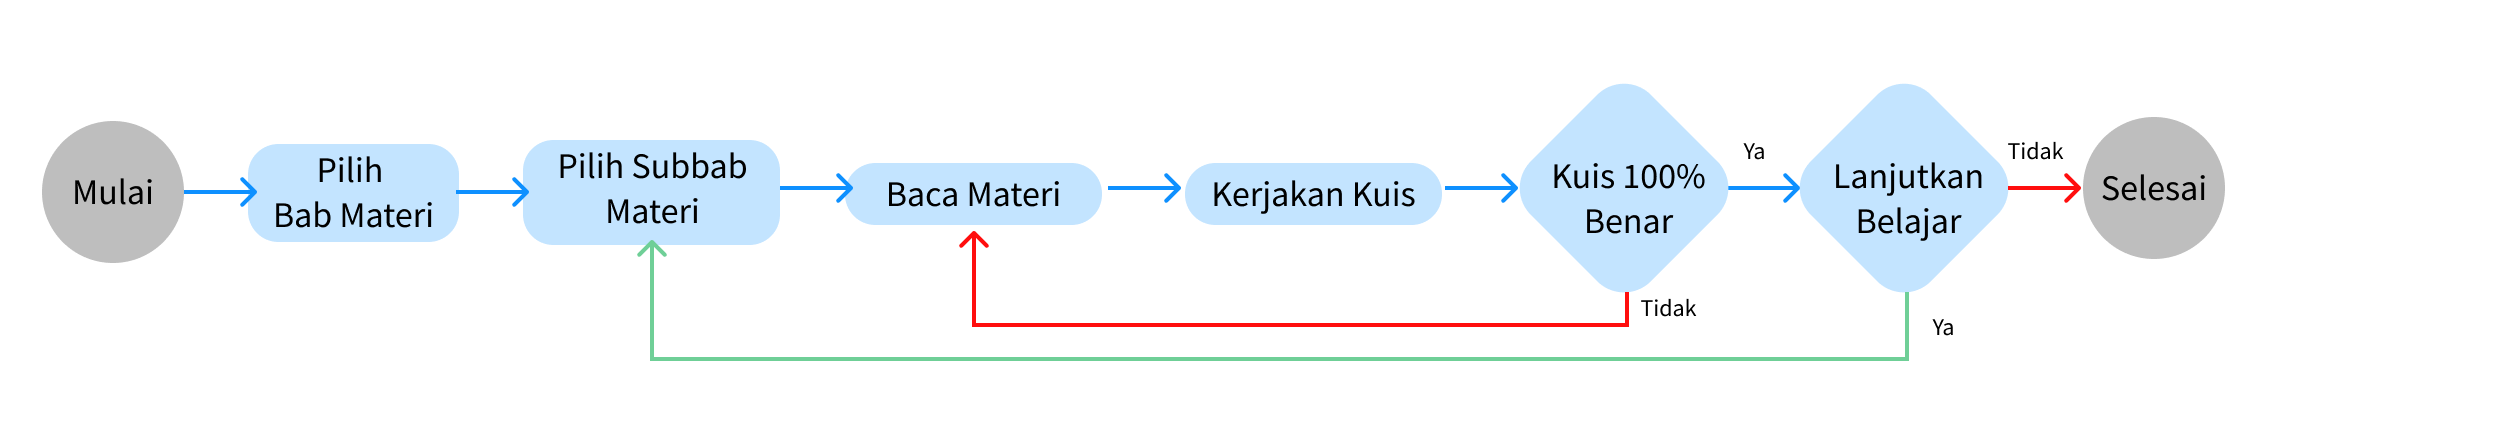 Mulai
Pilih
Bab Materi
Pilih Subbab
Materi
Baca Materi
Kerjakan Kuis
Kuis 100%
Benar
Ya
Tidak
Lanjutkan
Belajar
Tidak
Ya
Selesai